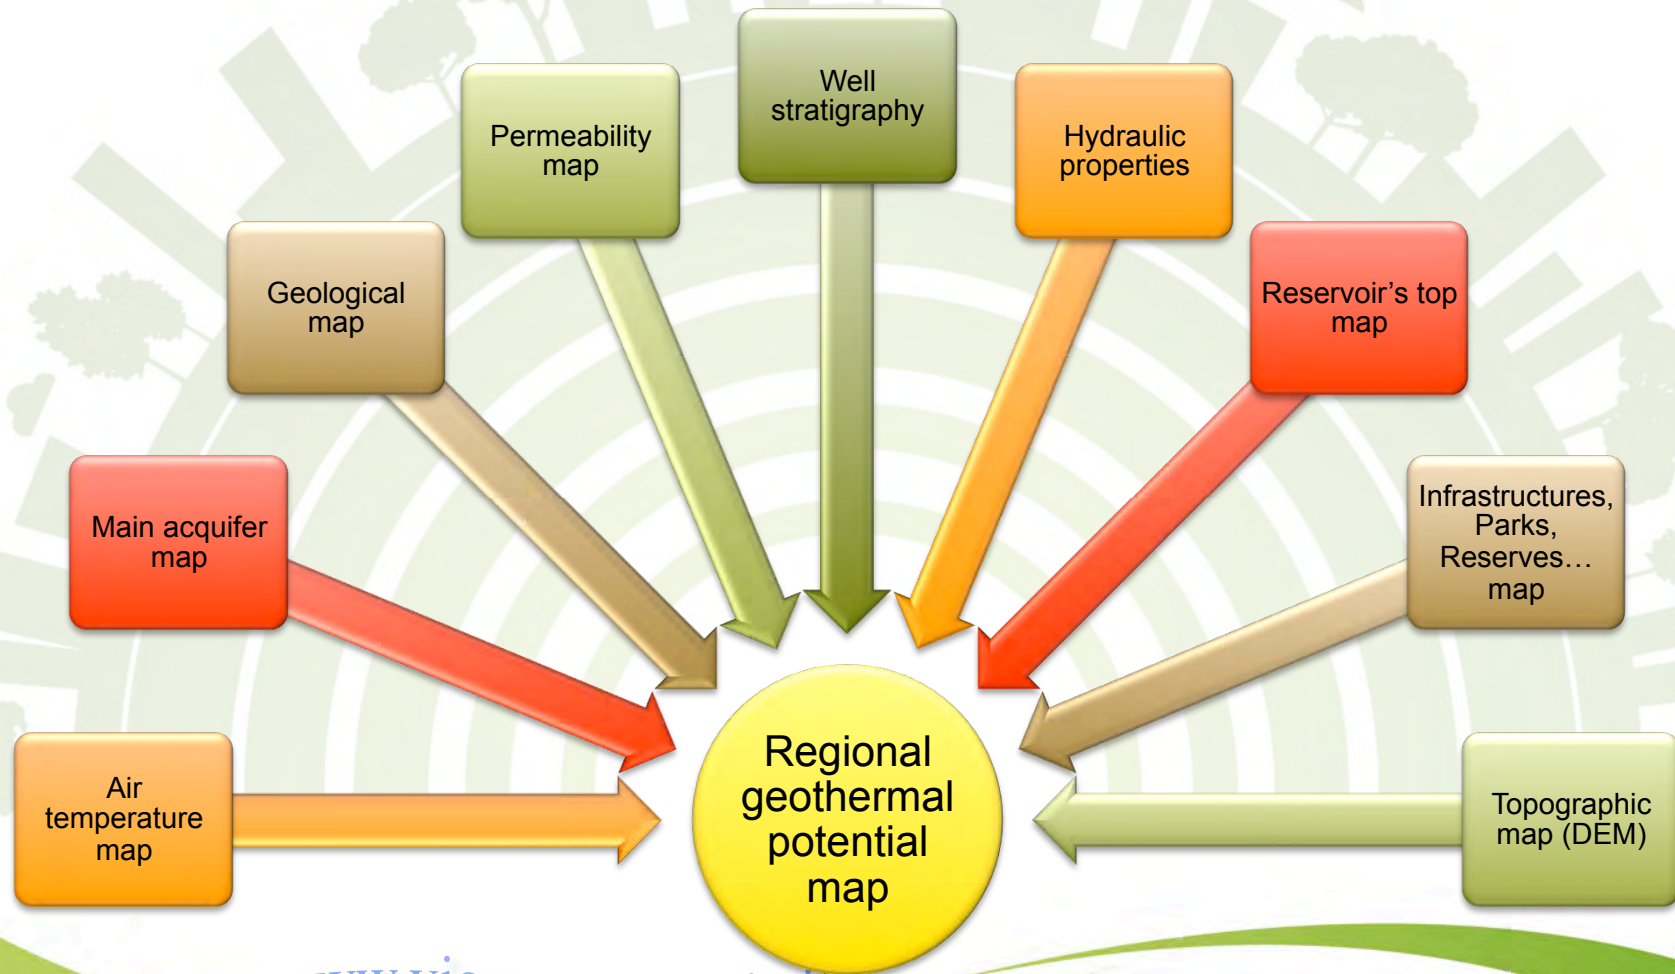 Well
stratigraphy
Permeability
map
Hydraulic
properties
Geological
map
Reservoir's top
map
Main acquifer
map
Infrastructures,
Parks,
Reserves…
map
Air
temperature
map
Regional
geothermal
potential
map
Topographic
map (DEM)